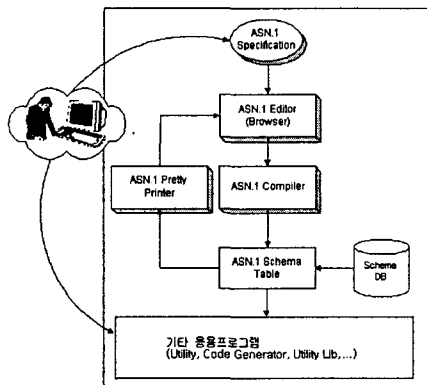 ASN.1
Specification
ASN.1 Editor
(Browser)
ASN.1 Pretty
Printer
ASN.1 Compiler
ASN.1 Schema
Table
Schema
DB
기타 응용프로그램
(Utility, Code Generator, Utility Lib,...)